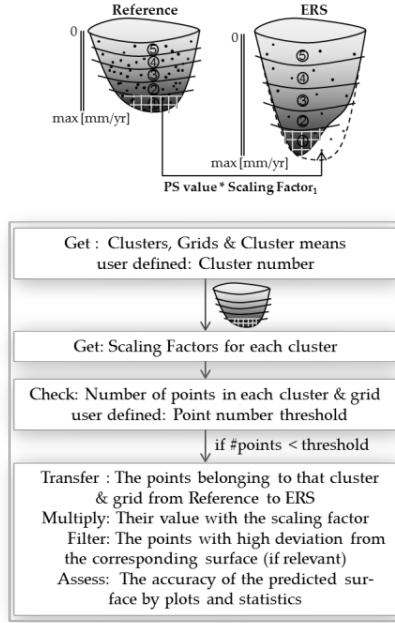 Reference
ERS
0
0
⑤
④
③
②
⑤
④
③
②
①
max [mm/yr]
max [mm/yr]
PS value * Scaling Factor₁
Get : Clusters, Grids & Cluster means
user defined: Cluster number
Get: Scaling Factors for each cluster
Check: Number of points in each cluster & grid
user defined: Point number threshold
if #points < threshold
Transfer : The points belonging to that cluster
& grid from Reference to ERS
Multiply: Their value with the scaling factor
Filter: The points with high deviation from
the corresponding surface (if relevant)
Assess: The accuracy of the predicted sur-
face by plots and statistics